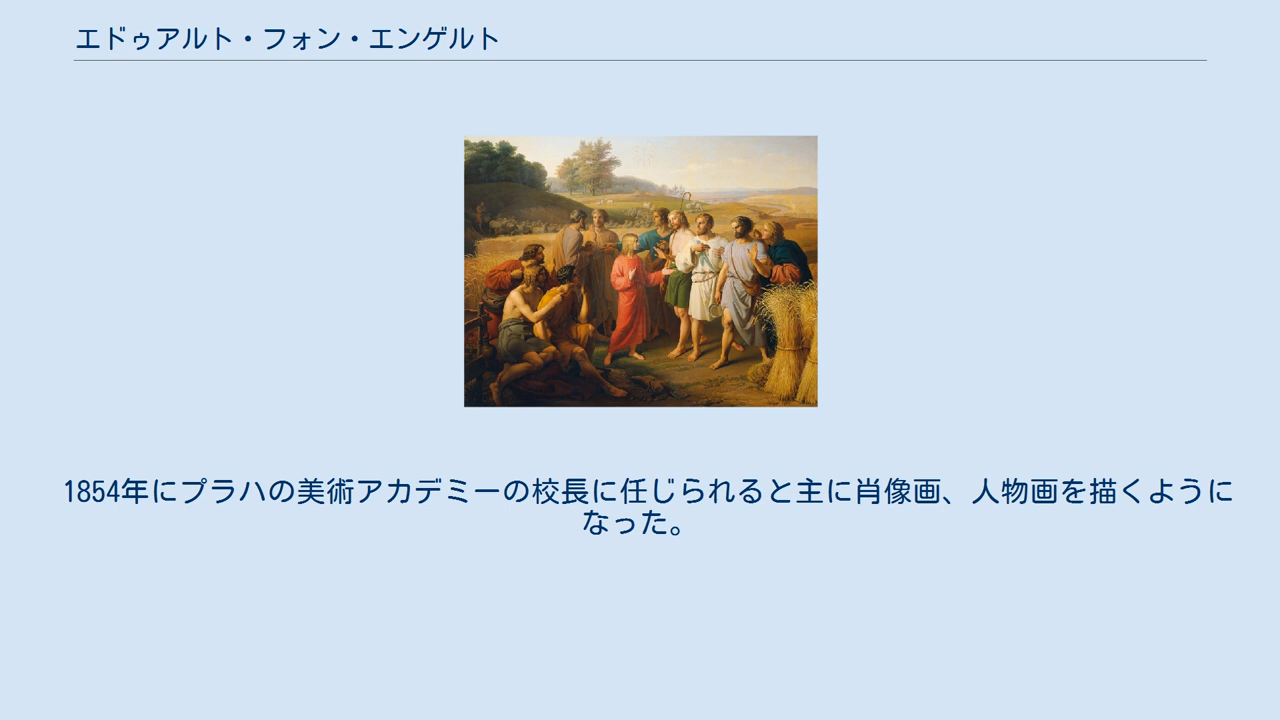 エドゥアルト・フォン・エンゲルト
1854年にプラハの美術アカデミーの校長に任じられると主に肖像画、人物画を描くように
なった。